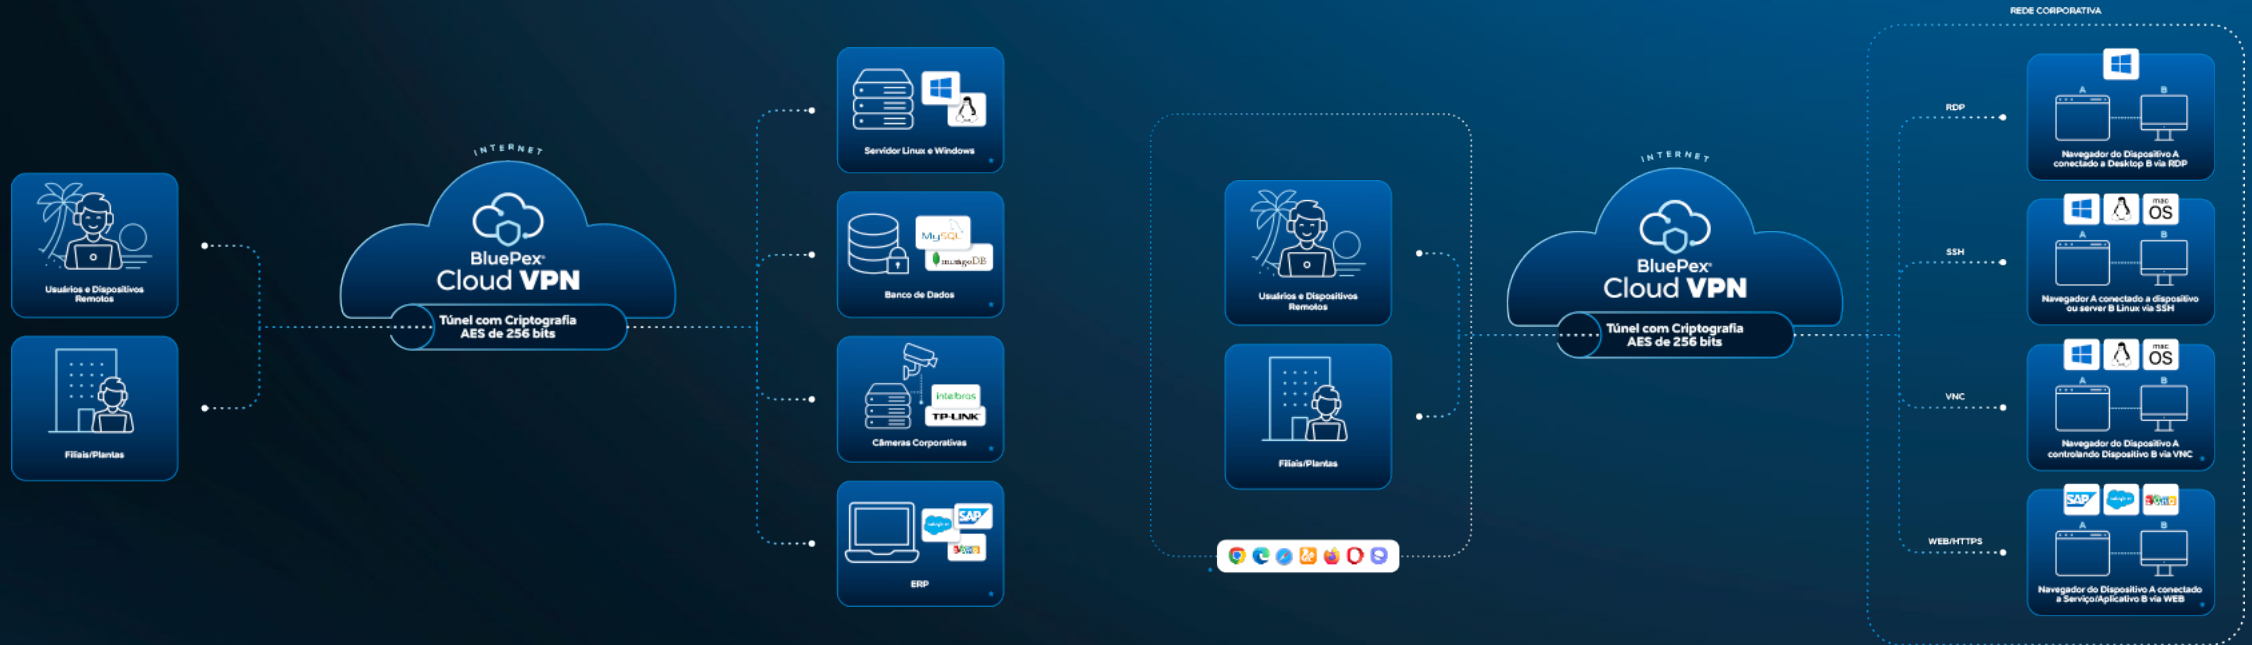 INTERNET
BluePex®
Cloud VPN
Túnel com Criptografia
AES de 256 bits
Usuários e Dispositivos
Remotos
Filiais/Plantas
Servidor Linux e Windows
MySQL
mongoDB
Banco de Dados
intelbras
TP-LINK
Câmeras Corporativas
salesforce
SAP
ERP
Usuários e Dispositivos
Remotos
Filiais/Plantas
INTERNET
BluePex®
Cloud VPN
Túnel com Criptografia
AES de 256 bits
REDE CORPORATIVA
RDP
A B
Navegador do Dispositivo A
conectado a Desktop B via RDP
SSH
mac
OS
A B
Navegador A conectado a dispositivo
ou server B Linux via SSH
VNC
mac
OS
A B
Navegador do Dispositivo A
controlando Dispositivo B via VNC
WEB/HTTPS
SAP
salesforce
A B
Navegador do Dispositivo A conectado
a Serviço/Aplicativo B via WEB